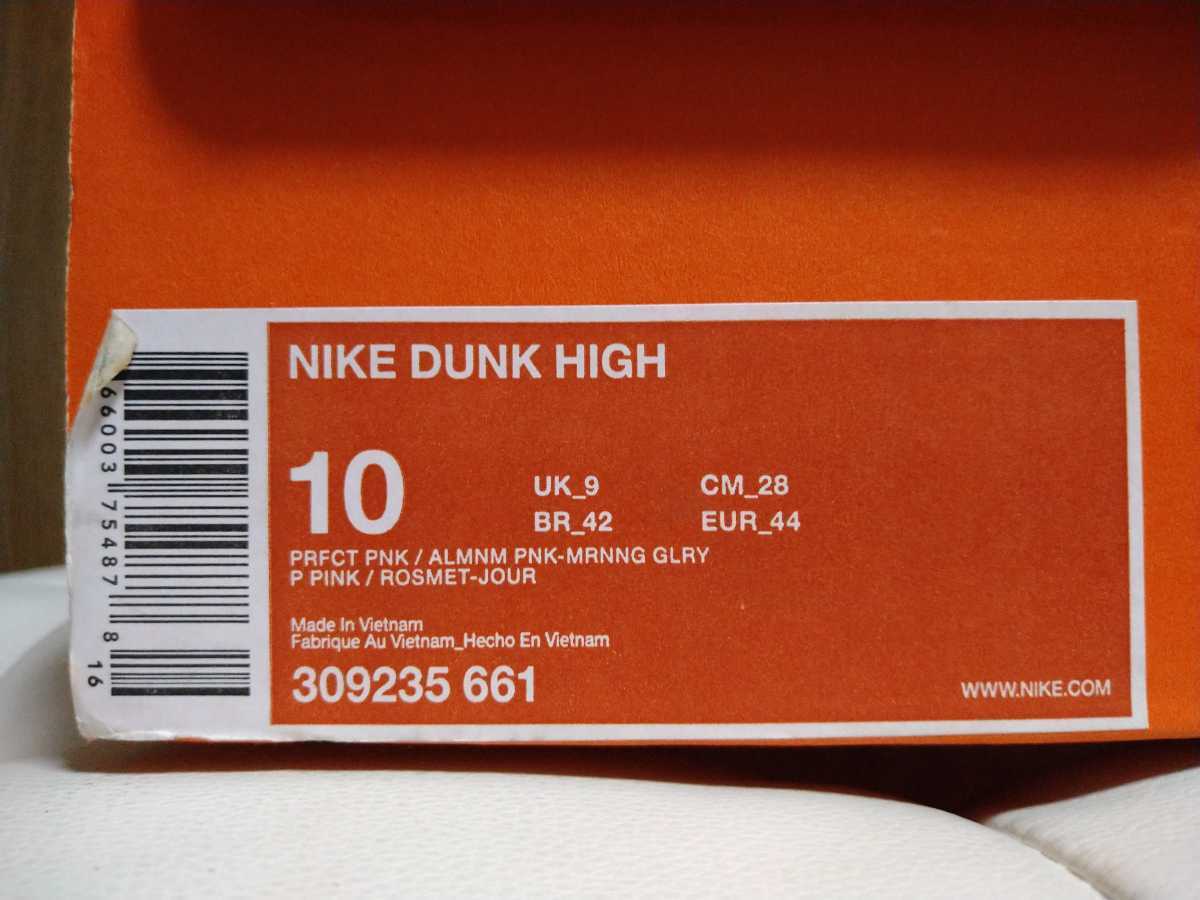 NIKE DUNK HIGH
10
UK_9 CM_28
BR_42 EUR_44
PRFCT PNK / ALMNM PNK-MRNNG GLRY
P PINK / ROSMET-JOUR
Made In Vietnam
Fabrique Au Vietnam_Hecho En Vietnam
309235 661
WWW.NIKE.COM
66003 75487 8
16